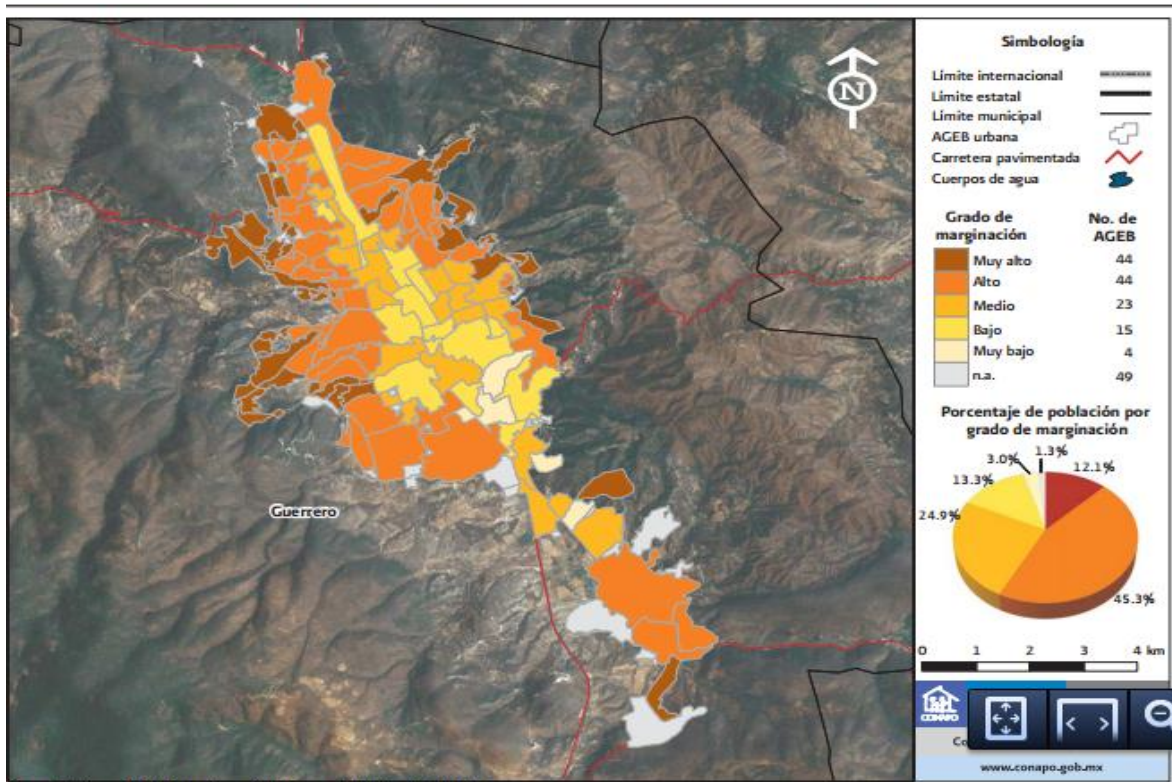 Simbología
Límite internacional
Límite estatal
Límite municipal
AGEB urbana
Carretera pavimentada
Cuerpos de agua
Grado de marginación No. de AGEB
Muy alto 44
Alto 44
Medio 23
Bajo 15
Muy bajo 4
n.a. 49
Porcentaje de población por
grado de marginación
1.3%
3.0%
12.1%
13.3%
24.9%
45.3%
0 1 2 3 4 km
N
Guerrero
CONAPO
www.conapo.gob.mx